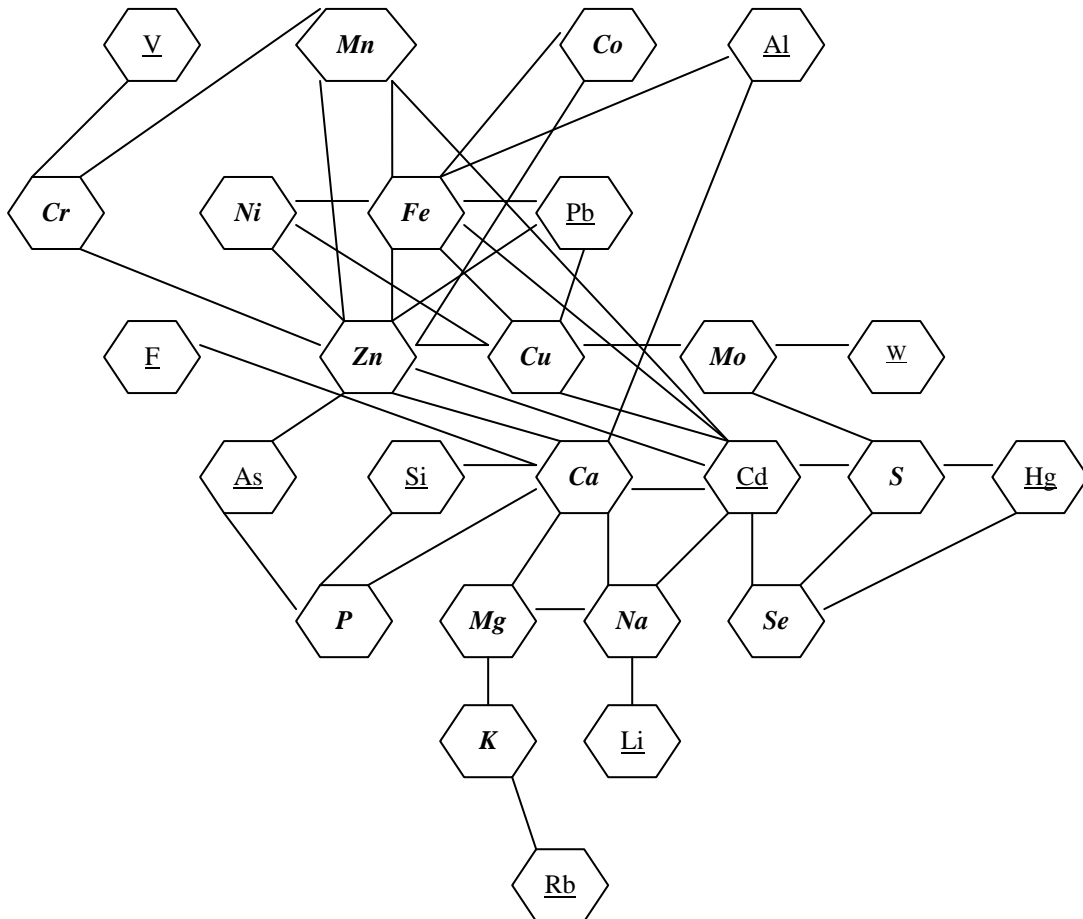 V Mn Co Al
Cr Ni Fe Pb
F Zn Cu Mo W
As Si Ca Cd S Hg
P Mg Na Se
K Li
Rb